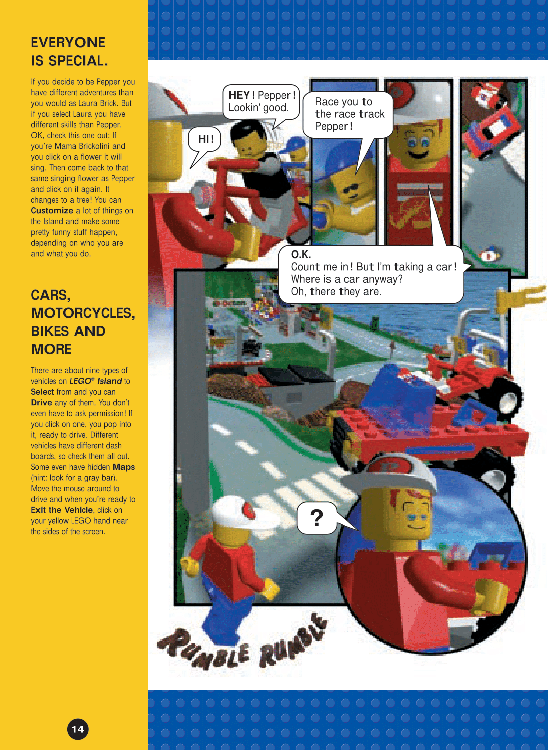 EVERYONE
IS SPECIAL.
If you decide to be Pepper you
have different adventures than
you would as Laura Brick. But
if you select Laura you have
different skills than Pepper.
OK, check this one out: If
you're Mama Brickolini and
you click on a flower it will
sing. Then come back to that
same singing flower as Pepper
and click on it again. It
changes to a tree! You can
Customize a lot of things on
the Island and make some
pretty funny stuff happen,
depending on who you are
and what you do.
CARS,
MOTORCYCLES,
BIKES AND
MORE
There are about nine types of
vehicles on LEGO® Island to
Select from and you can
Drive any of them. You don't
even have to ask permission! If
you click on one, you pop into
it, ready to drive. Different
vehicles have different dash
boards, so check them all out.
Some even have hidden Maps
(hint: look for a gray bar).
Move the mouse around to
drive and when you're ready to
Exit the Vehicle, click on
your yellow LEGO hand near
the sides of the screen.
14
HI!
HEY! Pepper!
Lookin' good.
Race you to
the race track
Pepper!
O.K.
Count me in! But I'm taking a car!
Where is a car anyway?
Oh, there they are.
?
RUMBLE RUMBLE